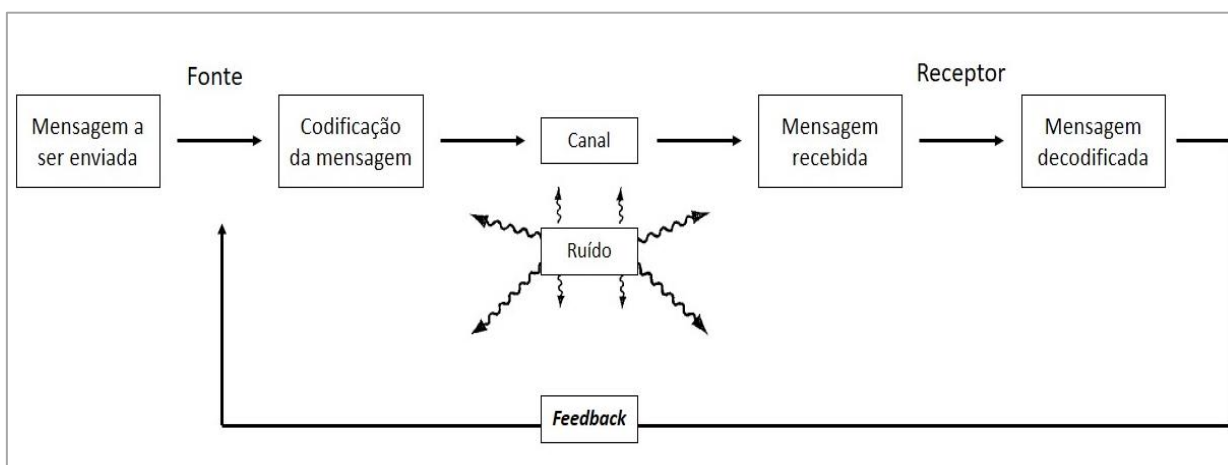 Fonte
Receptor
Mensagem a
ser enviada
Codificação
da mensagem
Canal
Mensagem
recebida
Mensagem
decodificada
Ruído
Feedback